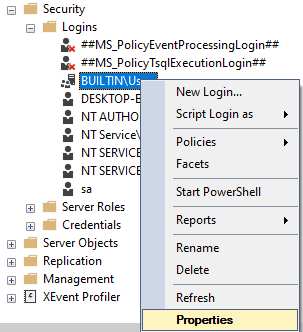 Security
Logins
##MS_PolicyEventProcessingLogin##
##MS_PolicyTsqlExecutionLogin##
BUILTIN\Us
DESKTOP-
NT AUTHO
NT Service\
NT SERVICE
NT SERVICE
sa
Server Roles
Credentials
Server Objects
Replication
Management
XEvent Profiler
New Login...
Script Login as
Policies
Facets
Start PowerShell
Reports
Rename
Delete
Refresh
Properties